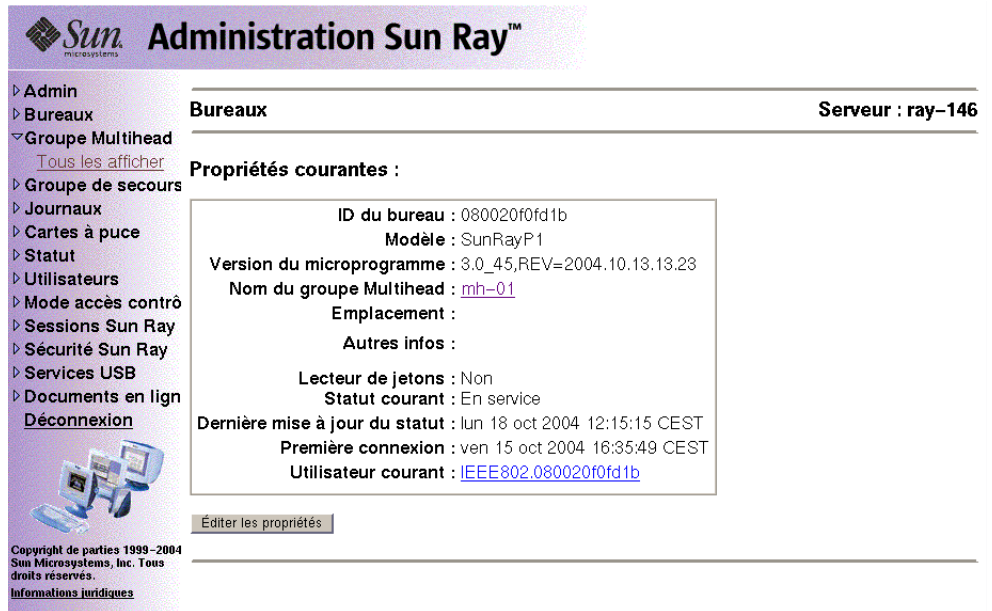 Sun microsystems Administration Sun Ray™
Admin
Bureaux
Groupe Multihead
Tous les afficher
Groupe de secours
Journaux
Cartes à puce
Statut
Utilisateurs
Mode accès contrô
Sessions Sun Ray
Sécurité Sun Ray
Services USB
Documents en lign
Déconnexion
Copyright de parties 1999–2004
Sun Microsystems, Inc. Tous
droits réservés.
Informations juridiques
Bureaux Serveur : ray–146
Propriétés courantes :
ID du bureau : 080020f0fd1b
Modèle : SunRayP1
Version du microprogramme : 3.0_45,REV=2004.10.13.13.23
Nom du groupe Multihead : mh–01
Emplacement :
Autres infos :
Lecteur de jetons : Non
Statut courant : En service
Dernière mise à jour du statut : lun 18 oct 2004 12:15:15 CEST
Première connexion : ven 15 oct 2004 16:35:49 CEST
Utilisateur courant : IEEE802.080020f0fd1b
Éditer les propriétés